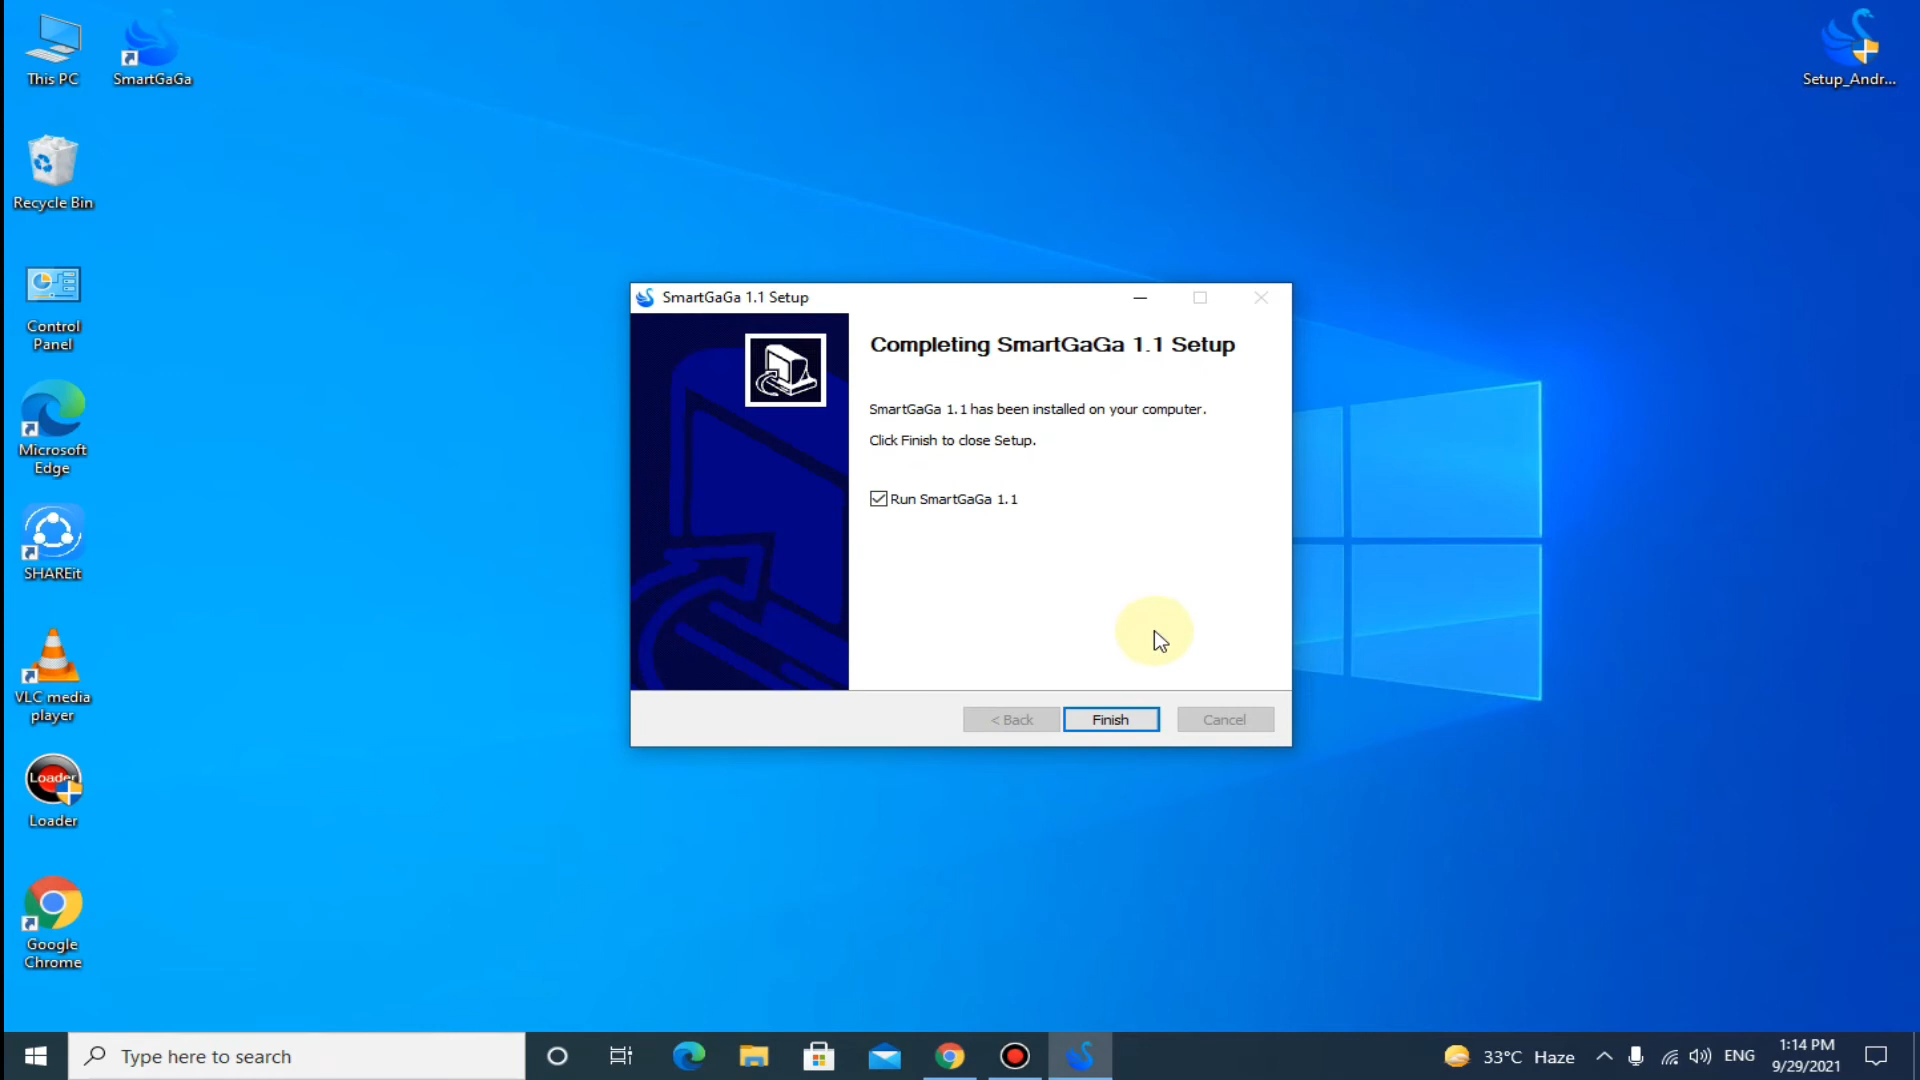 This PC
SmartGaGa
Setup_Andr...
Recycle Bin
Control
Panel
Microsoft
Edge
SHAREit
VLC media
player
Loader
Loader
Google
Chrome
SmartGaGa 1.1 Setup
Completing SmartGaGa 1.1 Setup
SmartGaGa 1.1 has been installed on your computer.
Click Finish to close Setup.
Run SmartGaGa 1.1
< Back
Finish
Cancel
Type here to search
33°C Haze
ENG
1:14 PM
9/29/2021